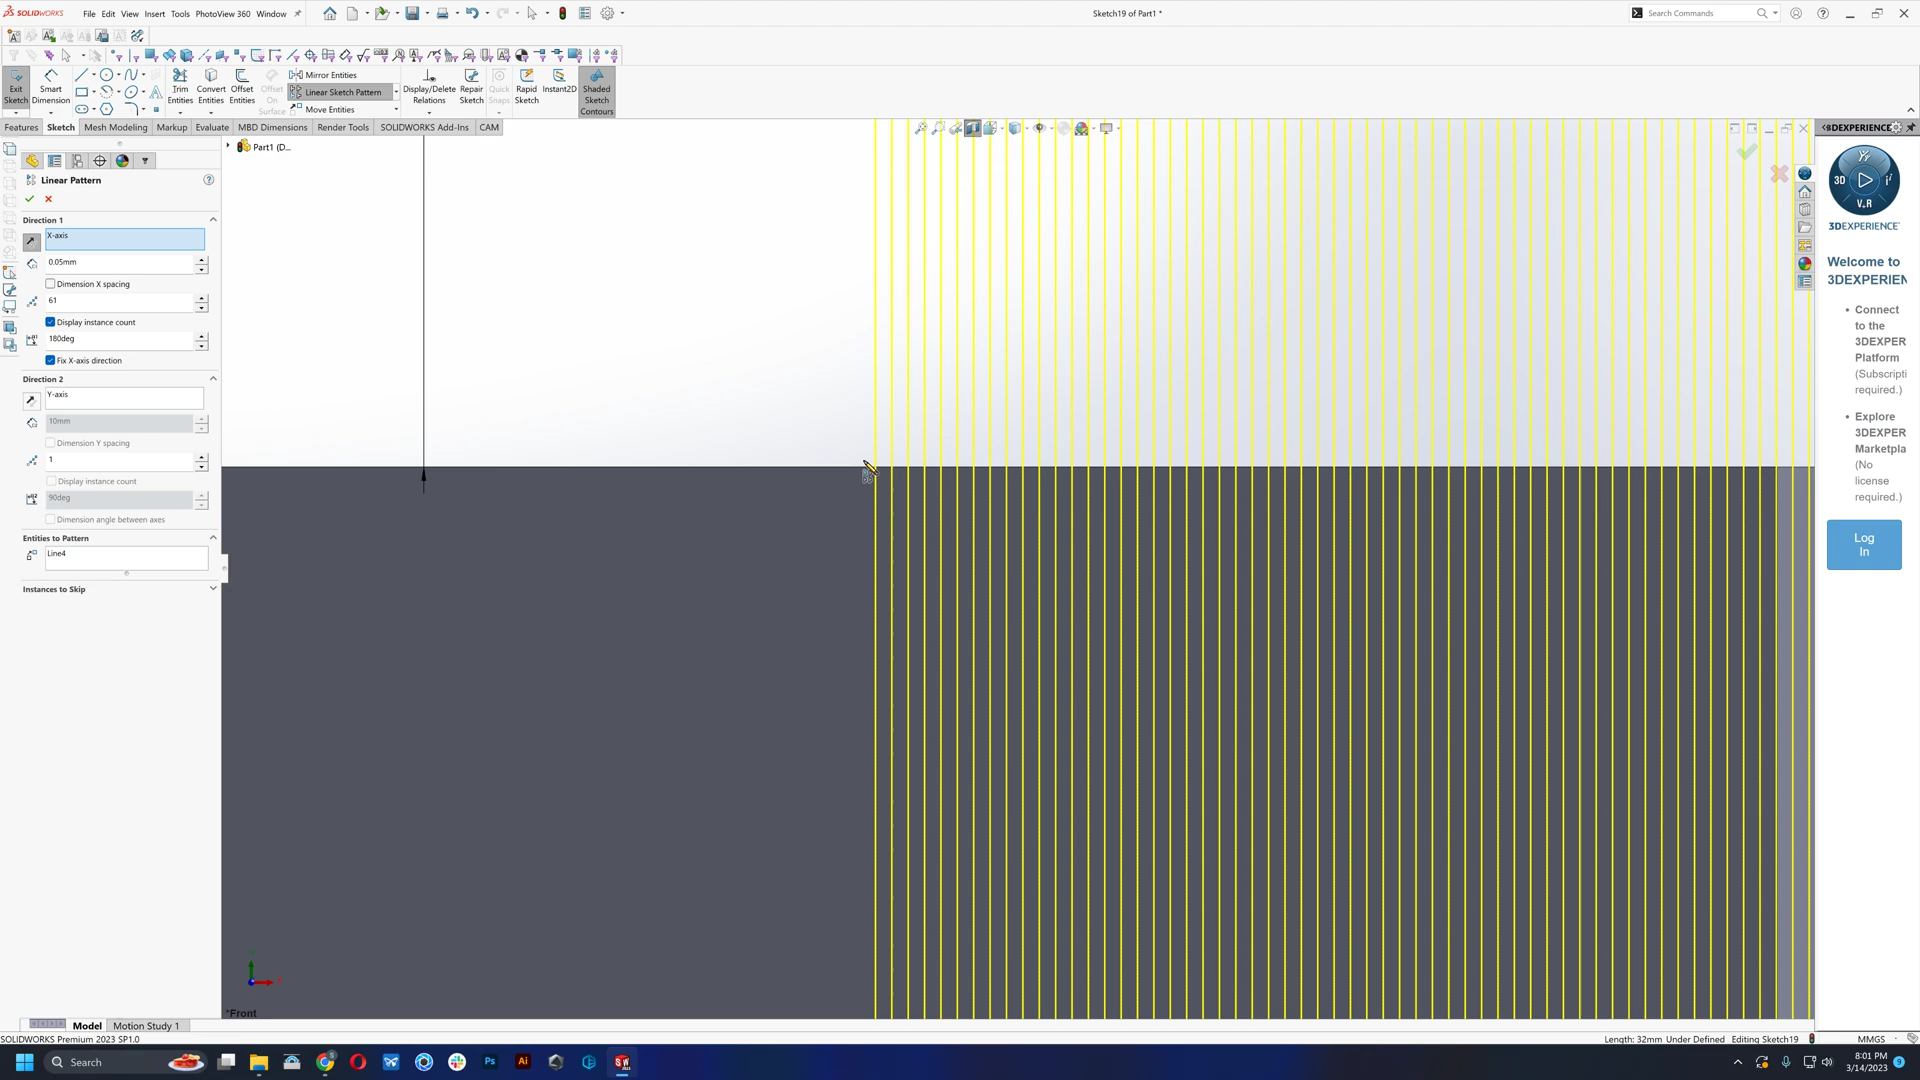 SOLIDWORKS
File
Edit
View
Insert
Tools
PhotoView 360
Window
Sketch19 of Part1 *
Search Commands
Exit Sketch
Smart Dimension
Trim Entities
Convert Entities
Offset Entities
Offset On Surface
Mirror Entities
Linear Sketch Pattern
Move Entities
Display/Delete Relations
Repair Sketch
Quick Snaps
Rapid Sketch
Instant2D
Shaded Sketch Contours
Features
Sketch
Mesh Modeling
Markup
Evaluate
MBD Dimensions
Render Tools
SOLIDWORKS Add-Ins
CAM
Part1 (D...
Linear Pattern
Direction 1
X-axis
0.05mm
Dimension X spacing
61
Display instance count
180deg
Fix X-axis direction
Direction 2
Y-axis
10mm
Dimension Y spacing
1
Display instance count
90deg
Dimension angle between axes
Entities to Pattern
Line4
Instances to Skip
*Front
3DEXPERIENCE
3D
V.R
3DEXPERIENCE
Welcome to
3DEXPERIEN
• Connect
to the
3DEXPER
Platform
(Subscripti
required.)
• Explore
3DEXPER
Marketpla
(No
license
required.)
Log
In
Model
Motion Study 1
SOLIDWORKS Premium 2023 SP1.0
Length: 32mm
Under Defined
Editing Sketch19
MMGS
Search
8:01 PM
3/14/2023